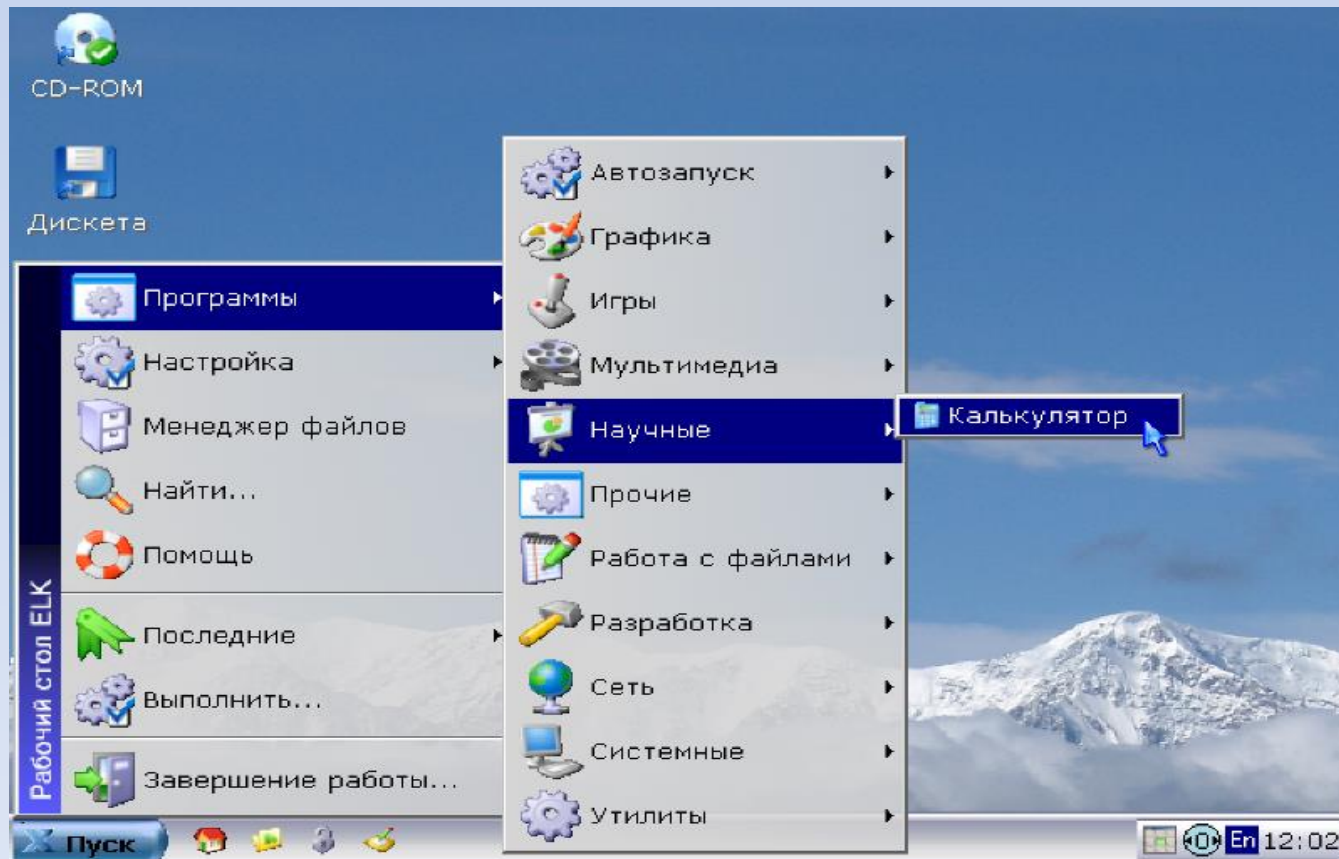 CD-ROM
Дискета
Программы
Настройка
Менеджер файлов
Найти...
Помощь
Последние
Выполнить...
Завершение работы...
Рабочий стол ELK
Автозапуск
Графика
Игры
Мультимедиа
Научные
Прочие
Работа с файлами
Разработка
Сеть
Системные
Утилиты
Калькулятор
Пуск
En 12:02